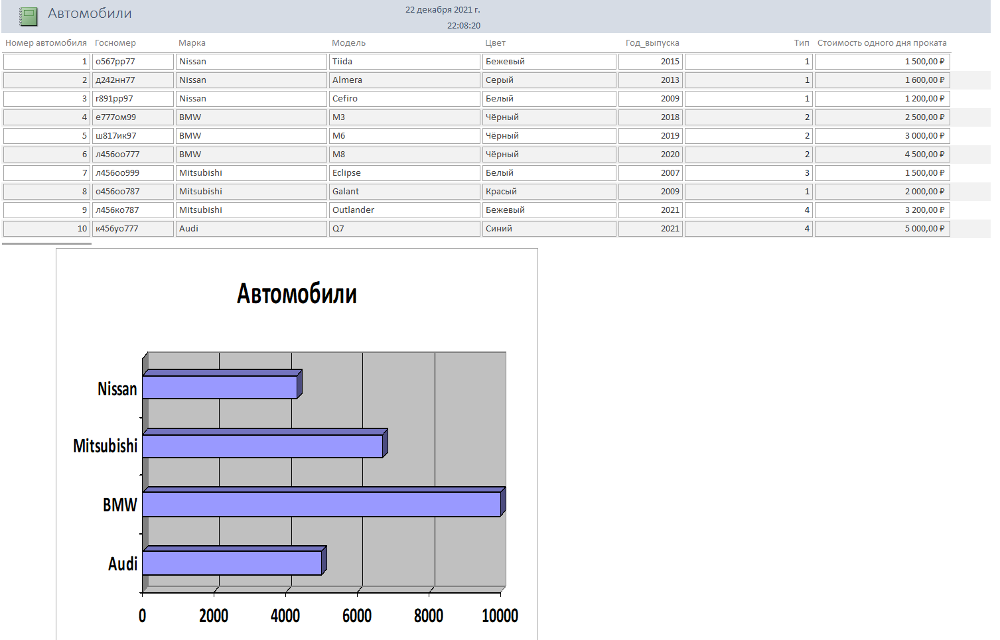 Автомобили
22 декабря 2021 г.
22:08:20
Номер автомобиля Госномер Марка Модель Цвет Год_выпуска Тип Стоимость одного дня проката
1 о567рр77 Nissan Tiida Бежевый 2015 1 1 500,00 ₽
2 д242нн77 Nissan Almera Серый 2013 1 1 600,00 ₽
3 г891рр97 Nissan Cefiro Белый 2009 1 1 200,00 ₽
4 е777ом99 BMW M3 Чёрный 2018 2 2 500,00 ₽
5 ш817ик97 BMW M6 Чёрный 2019 2 3 000,00 ₽
6 л456оо777 BMW M8 Чёрный 2020 2 4 500,00 ₽
7 л456оо999 Mitsubishi Eclipse Белый 2007 3 1 500,00 ₽
8 о456оо787 Mitsubishi Galant Красый 2009 1 2 000,00 ₽
9 л456ко787 Mitsubishi Outlander Бежевый 2021 4 3 200,00 ₽
10 к456уо777 Audi Q7 Синий 2021 4 5 000,00 ₽
Автомобили
Nissan
Mitsubishi
BMW
Audi
0 2000 4000 6000 8000 10000